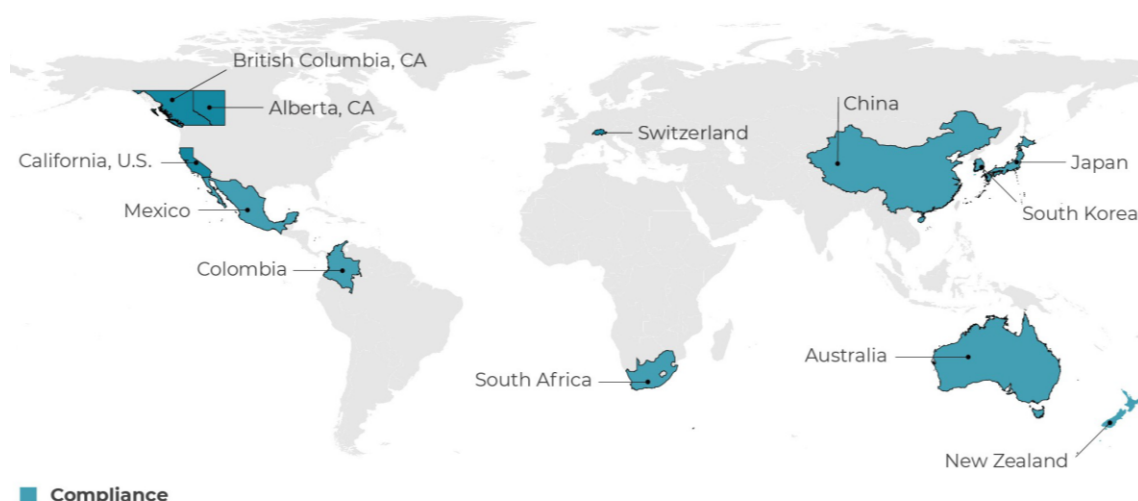 British Columbia, CA
Alberta, CA
China
Switzerland
California, U.S.
Japan
Mexico
South Korea
Colombia
Australia
South Africa
New Zealand
Compliance